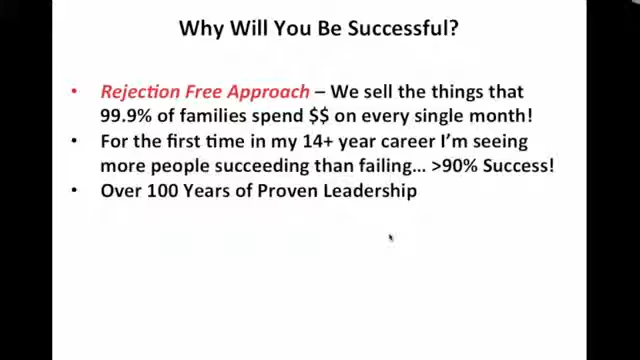 Why Will You Be Successful?
• Rejection Free Approach – We sell the things that
99.9% of families spend $$ on every single month!
• For the first time in my 14+ year career I'm seeing
more people succeeding than failing... >90% Success!
• Over 100 Years of Proven Leadership